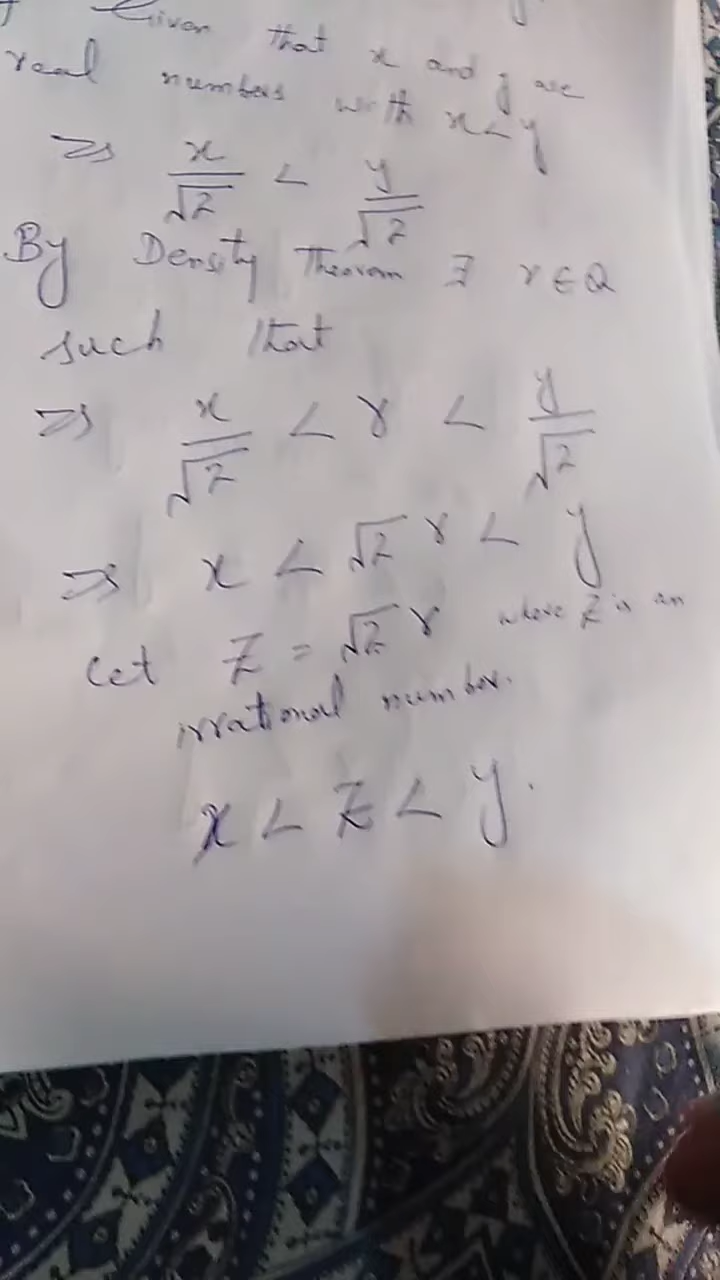 Given that x and y are
real numbers with x < y
⇒ x/√2 < y/√2
By Density Theorem ∃ r ∈ Q
such that
⇒ x/√2 < r < y/√2
⇒ x < √2 r < y
Let Z = √2 r where Z is an
irrational number.
x < Z < y.